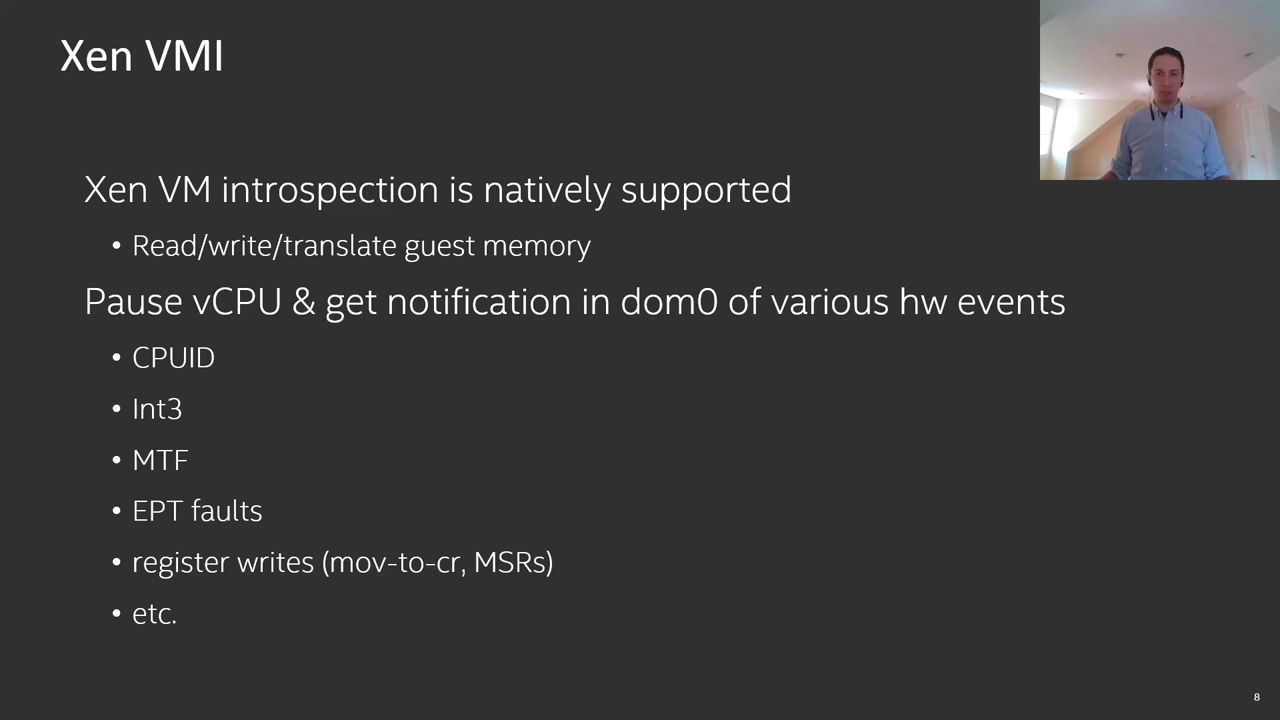 Xen VMI
Xen VM introspection is natively supported
• Read/write/translate guest memory
Pause vCPU & get notification in dom0 of various hw events
• CPUID
• Int3
• MTF
• EPT faults
• register writes (mov-to-cr, MSRs)
• etc.
8